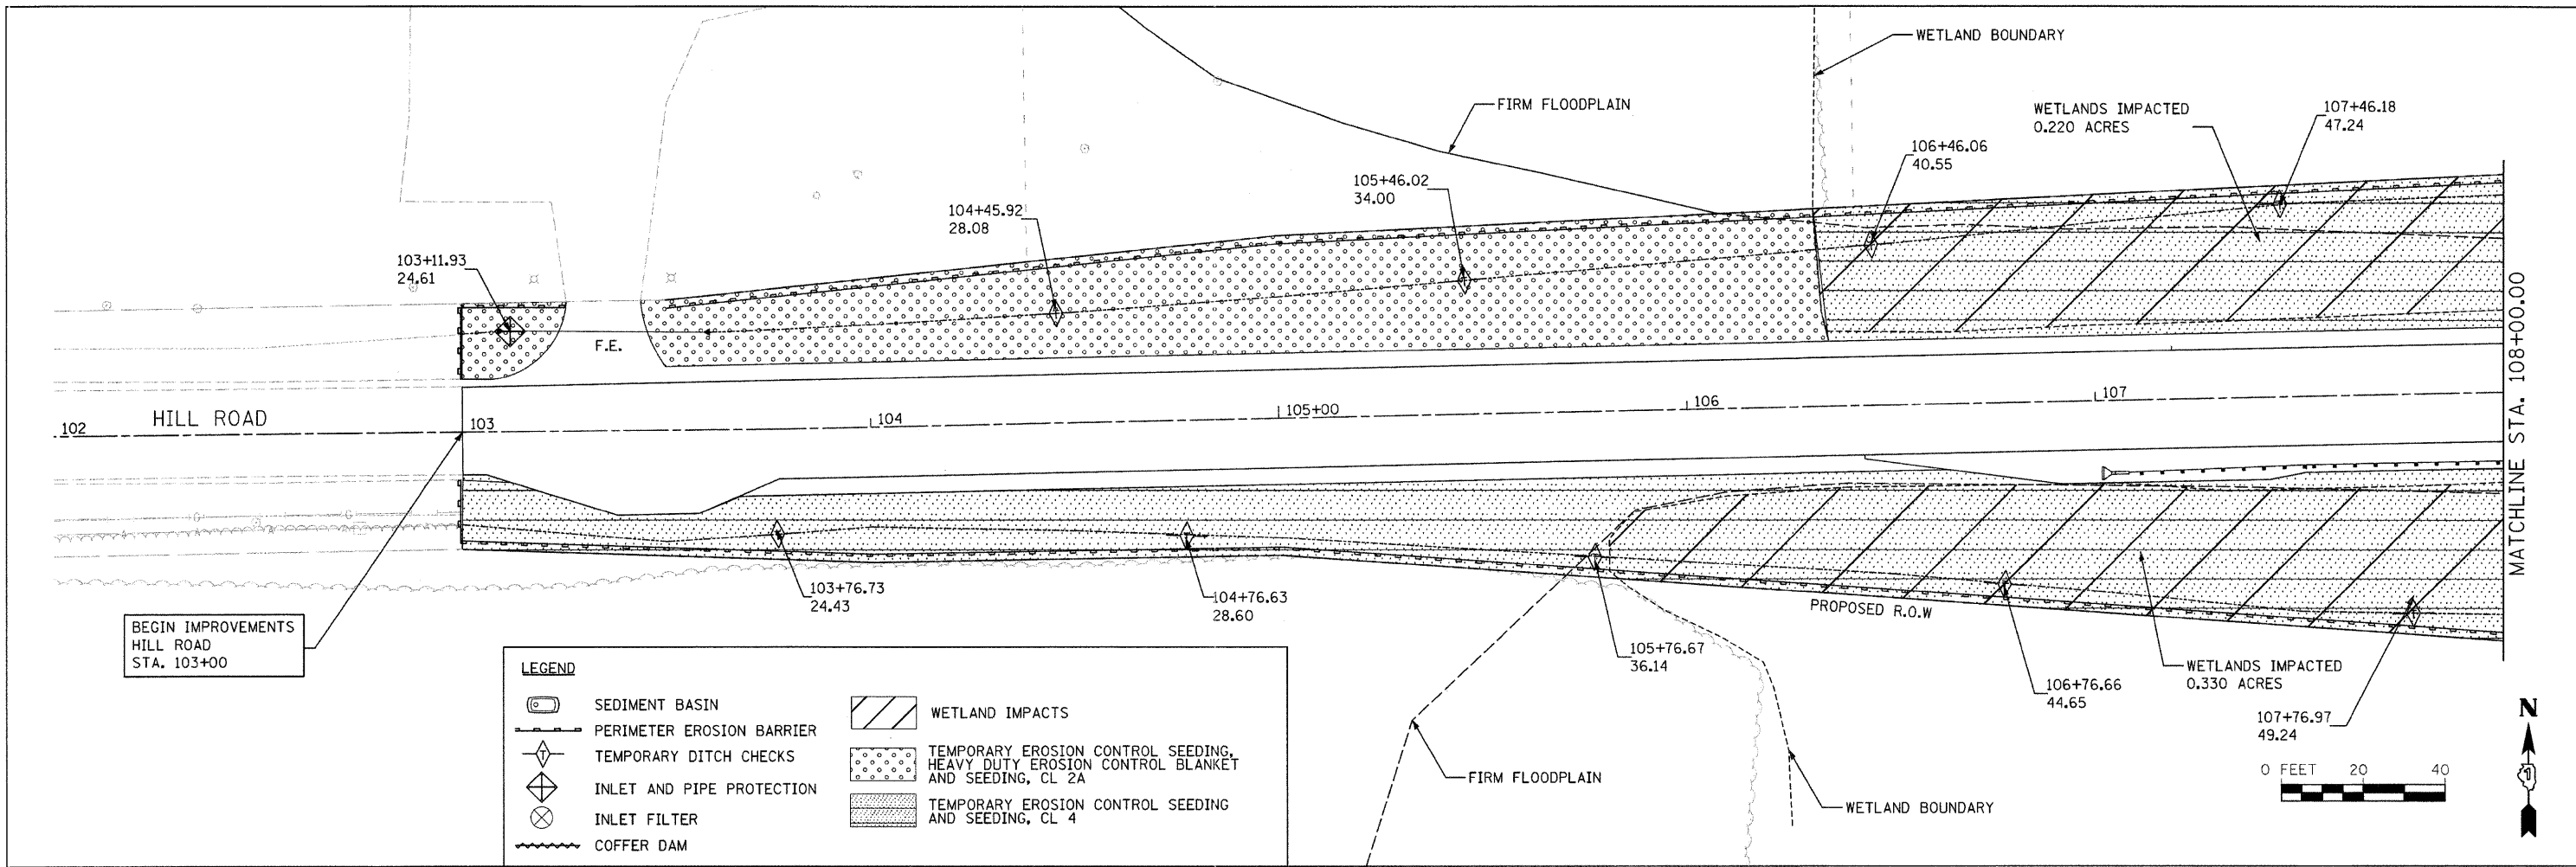 WETLAND BOUNDARY
FIRM FLOODPLAIN
WETLANDS IMPACTED
0.220 ACRES
107+46.18
47.24
106+46.06
40.55
105+46.02
34.00
104+45.92
28.08
103+11.93
24.61
F.E.
MATCHLINE STA. 108+00.00
102
HILL ROAD
103
104
105+00
106
107
G
G
A
A
103+76.73
24.43
104+76.63
28.60
105+76.67
36.14
PROPOSED R.O.W
106+76.66
44.65
WETLANDS IMPACTED
0.330 ACRES
107+76.97
49.24
BEGIN IMPROVEMENTS
HILL ROAD
STA. 103+00
LEGEND
SEDIMENT BASIN
PERIMETER EROSION BARRIER
TEMPORARY DITCH CHECKS
INLET AND PIPE PROTECTION
INLET FILTER
COFFER DAM
WETLAND IMPACTS
TEMPORARY EROSION CONTROL SEEDING,
HEAVY DUTY EROSION CONTROL BLANKET
AND SEEDING, CL 2A
TEMPORARY EROSION CONTROL SEEDING
AND SEEDING, CL 4
FIRM FLOODPLAIN
WETLAND BOUNDARY
N
0 FEET 20 40